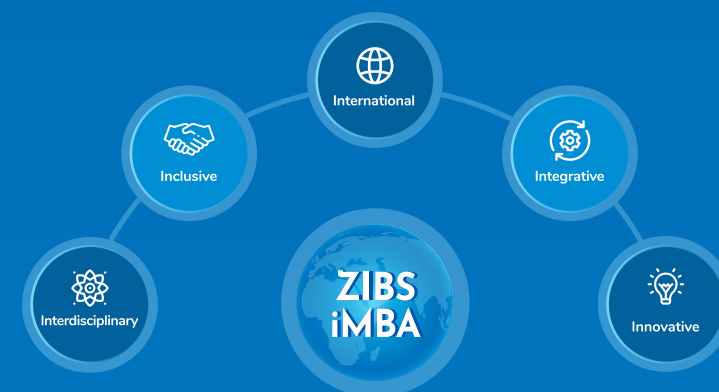 International
Inclusive
Integrative
Interdisciplinary
ZIBS
iMBA
Innovative